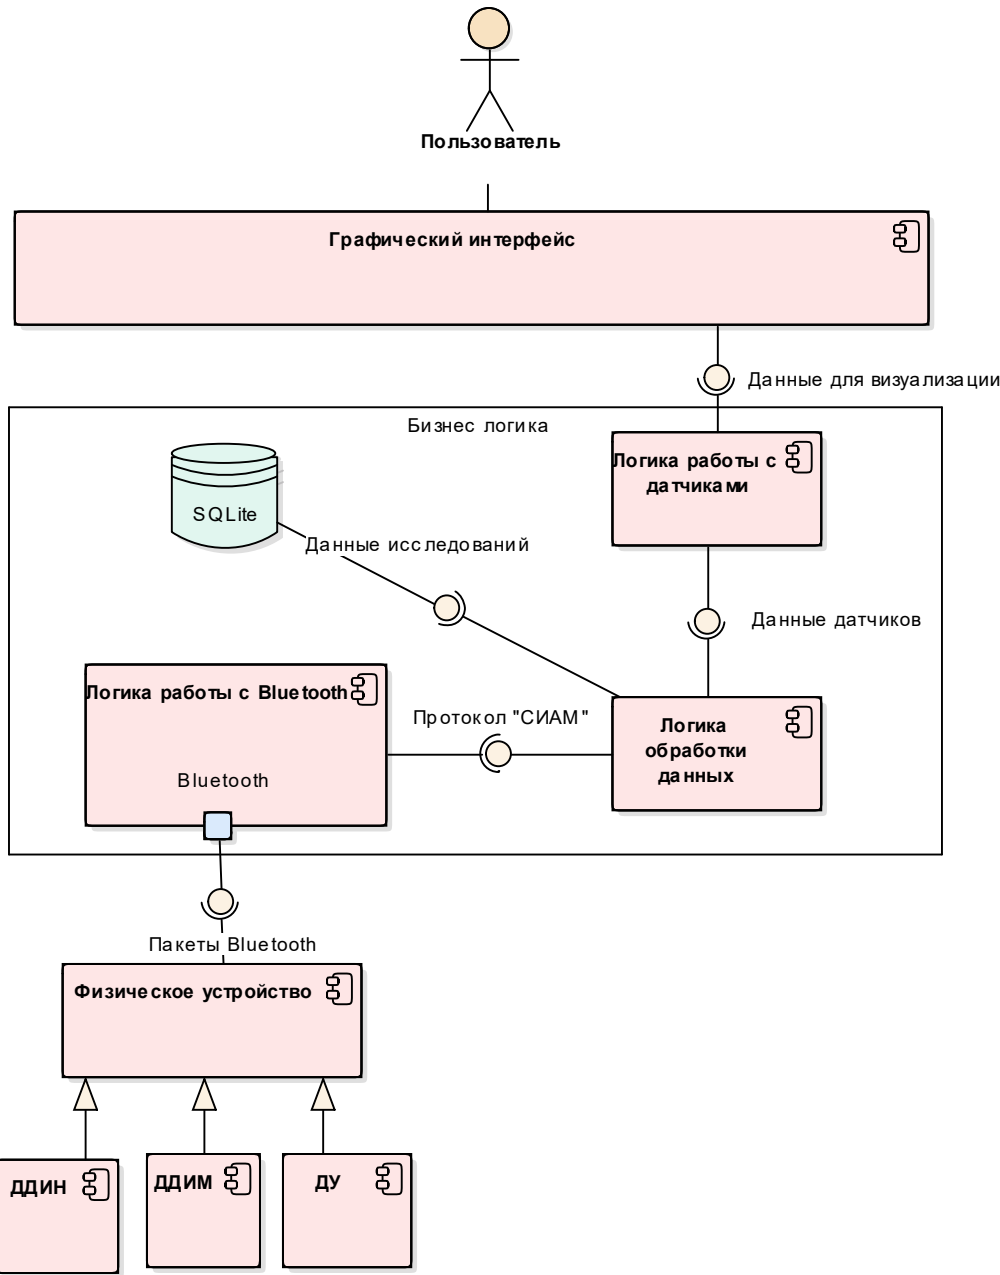 Пользователь
Графический интерфейс
Данные для визуализации
Бизнес логика
Логика работы с
датчиками
SQLite
Данные исследований
Данные датчиков
Логика работы с Bluetooth
Протокол "СИАМ"
Логика
обработки
данных
Bluetooth
Пакеты Bluetooth
Физическое устройство
ДДИН
ДДИМ
ДУ